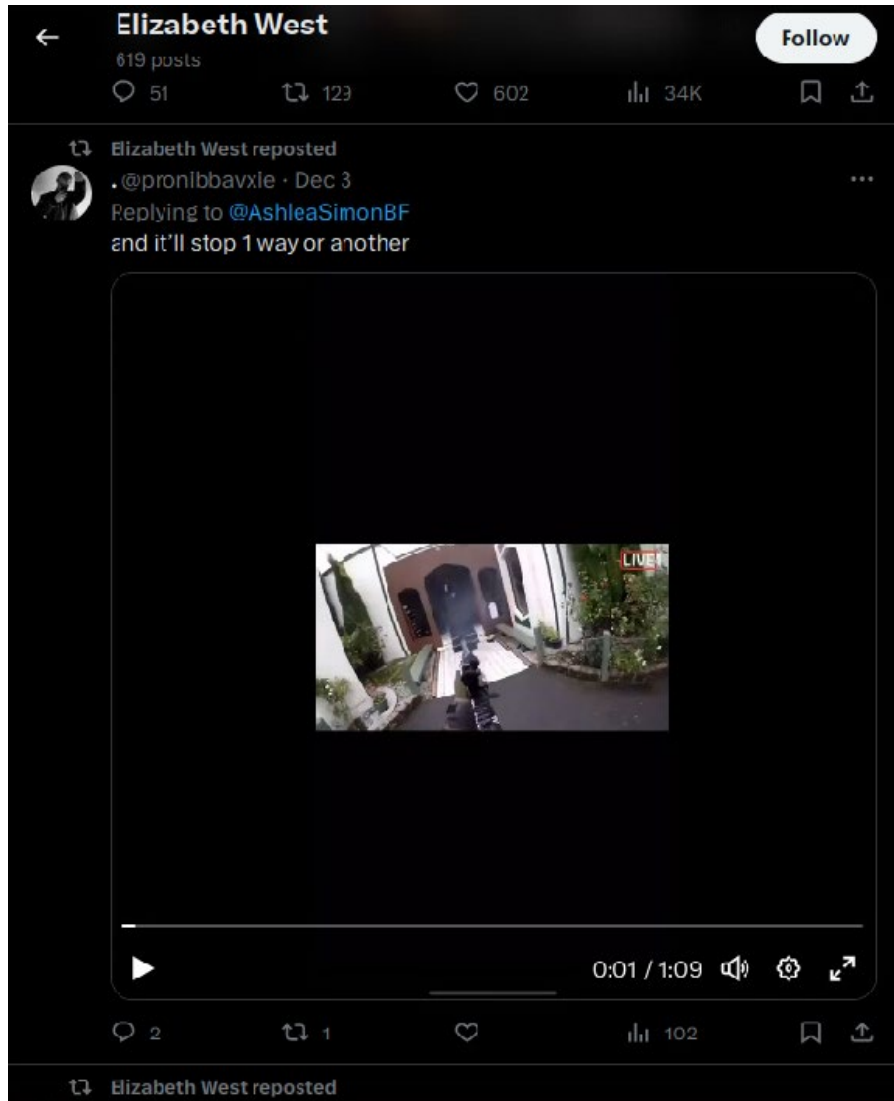 Elizabeth West
619 posts
Follow
51 129 602 34K
Elizabeth West reposted
. @pronibbavxie · Dec 3
Replying to @AshleaSimonBF
and it'll stop 1 way or another
LIVE
0:01 / 1:09
2 1 102
Elizabeth West reposted